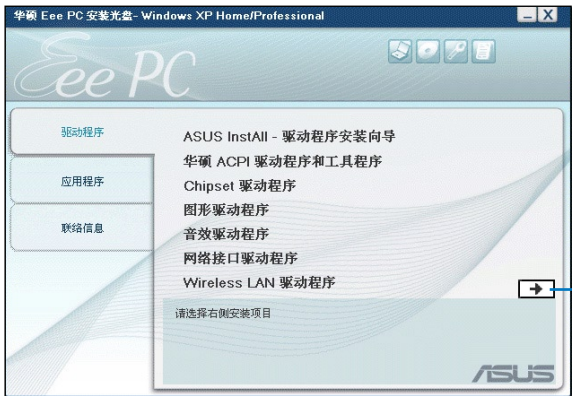 华硕 Eee PC 安装光盘- Windows XP Home/Professional
Eee PC
驱动程序
应用程序
联络信息
ASUS InstAll - 驱动程序安装向导
华硕 ACPI 驱动程序和工具程序
Chipset 驱动程序
图形驱动程序
音效驱动程序
网络接口驱动程序
Wireless LAN 驱动程序
请选择右侧安装项目
ASUS